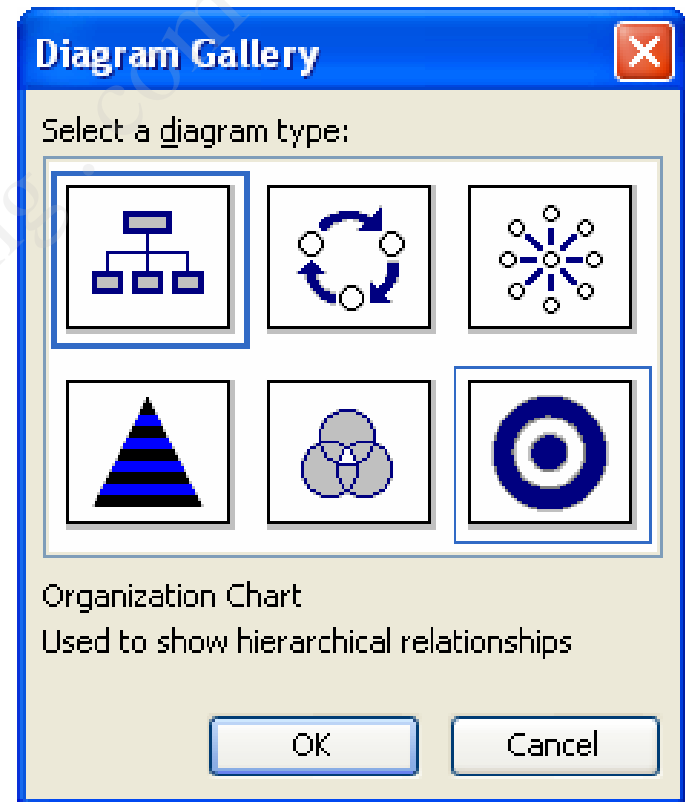 Diagram Gallery
Select a diagram type:
Organization Chart
Used to show hierarchical relationships
OK
Cancel